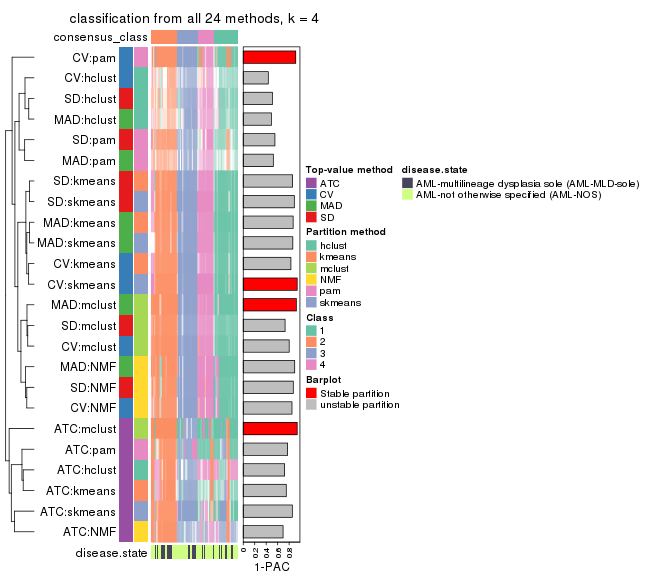 classification from all 24 methods, k = 4
consensus_class
CV:pam
CV:hclust
SD:hclust
MAD:hclust
SD:pam
MAD:pam
SD:kmeans
SD:skmeans
MAD:kmeans
MAD:skmeans
CV:kmeans
CV:skmeans
MAD:mclust
SD:mclust
CV:mclust
MAD:NMF
SD:NMF
CV:NMF
ATC:mclust
ATC:pam
ATC:hclust
ATC:kmeans
ATC:skmeans
ATC:NMF
disease.state
0 0.2 0.4 0.6 0.8
1-PAC
Top-value method
ATC
CV
MAD
SD
Partition method
hclust
kmeans
mclust
NMF
pam
skmeans
Class
1
2
3
4
Barplot
Stable partition
unstable partition
disease.state
AML-multilineage dysplasia sole (AML-MLD-sole)
AML-not otherwise specified (AML-NOS)